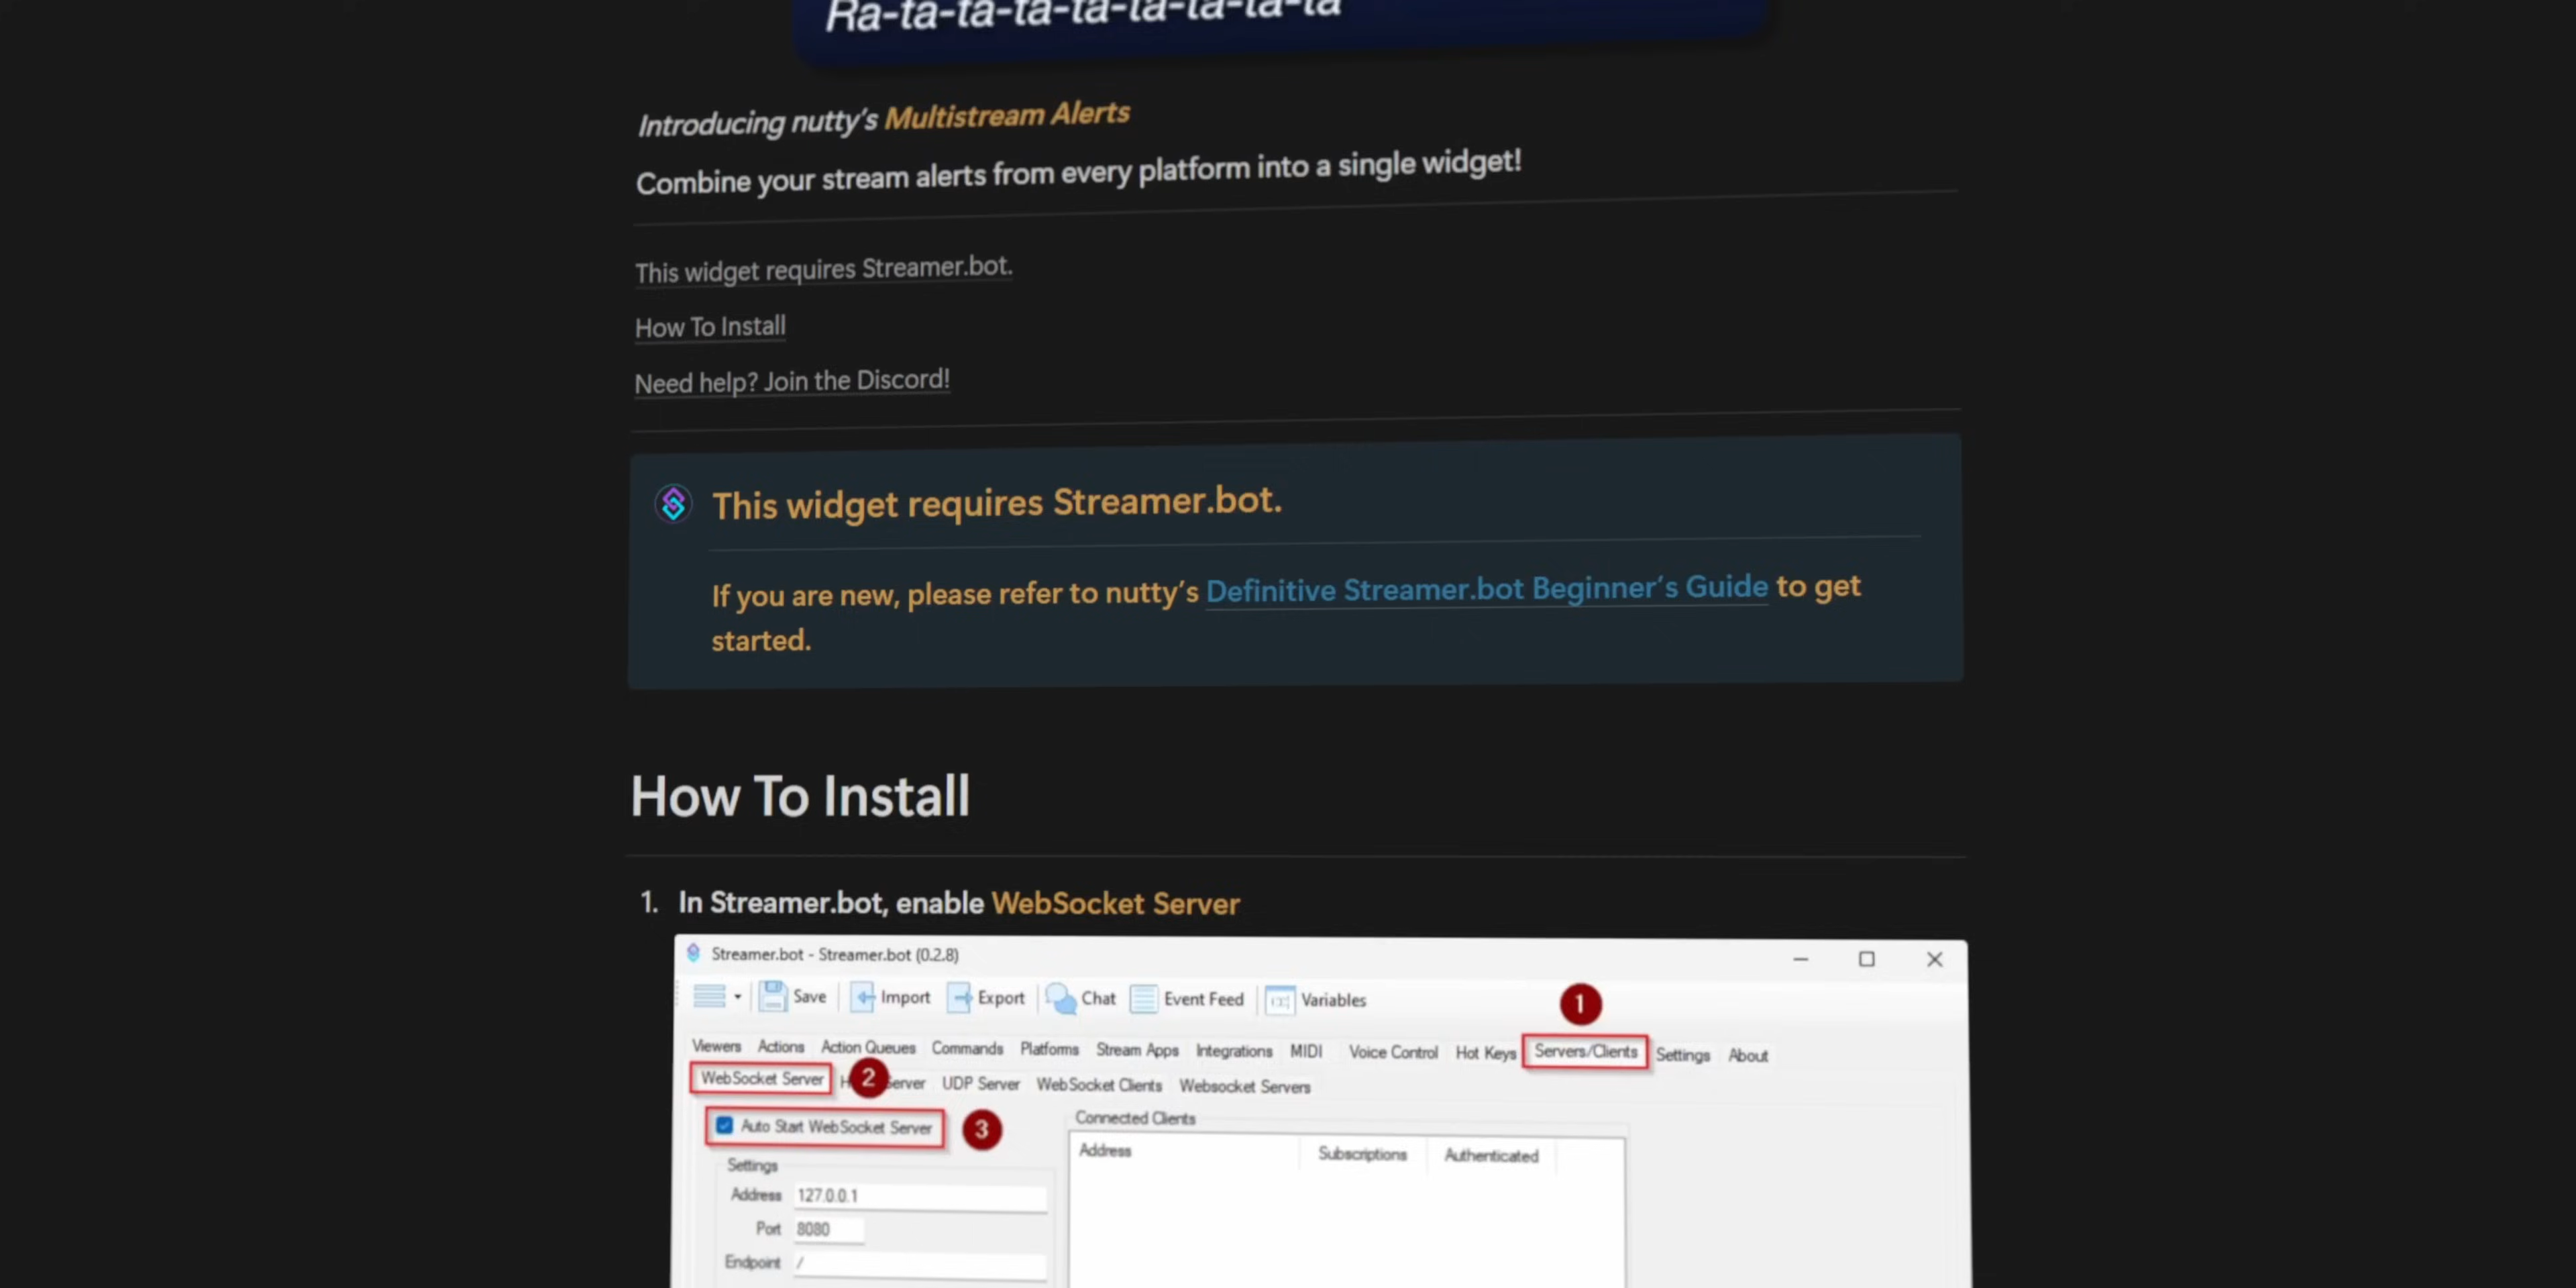 Ra-ta-ta-ta-ta-ta-ta-ta-ta
Introducing nutty's Multistream Alerts
Combine your stream alerts from every platform into a single widget!
This widget requires Streamer.bot.
How To Install
Need help? Join the Discord!
This widget requires Streamer.bot.
If you are new, please refer to nutty's Definitive Streamer.bot Beginner's Guide to get
started.
How To Install
1. In Streamer.bot, enable WebSocket Server
Streamer.bot - Streamer.bot (0.2.8)
Save Import Export Chat Event Feed Variables
1
Viewers Actions Action Queues Commands Platforms Stream Apps Integrations MIDI Voice Control Hot Keys Servers/Clients Settings About
WebSocket Server 2 UDP Server WebSocket Clients Websocket Servers
Auto Start WebSocket Server 3
Connected Clients
Address Subscriptions Authenticated
Settings
Address 127.0.0.1
Port 8080
Endpoint /